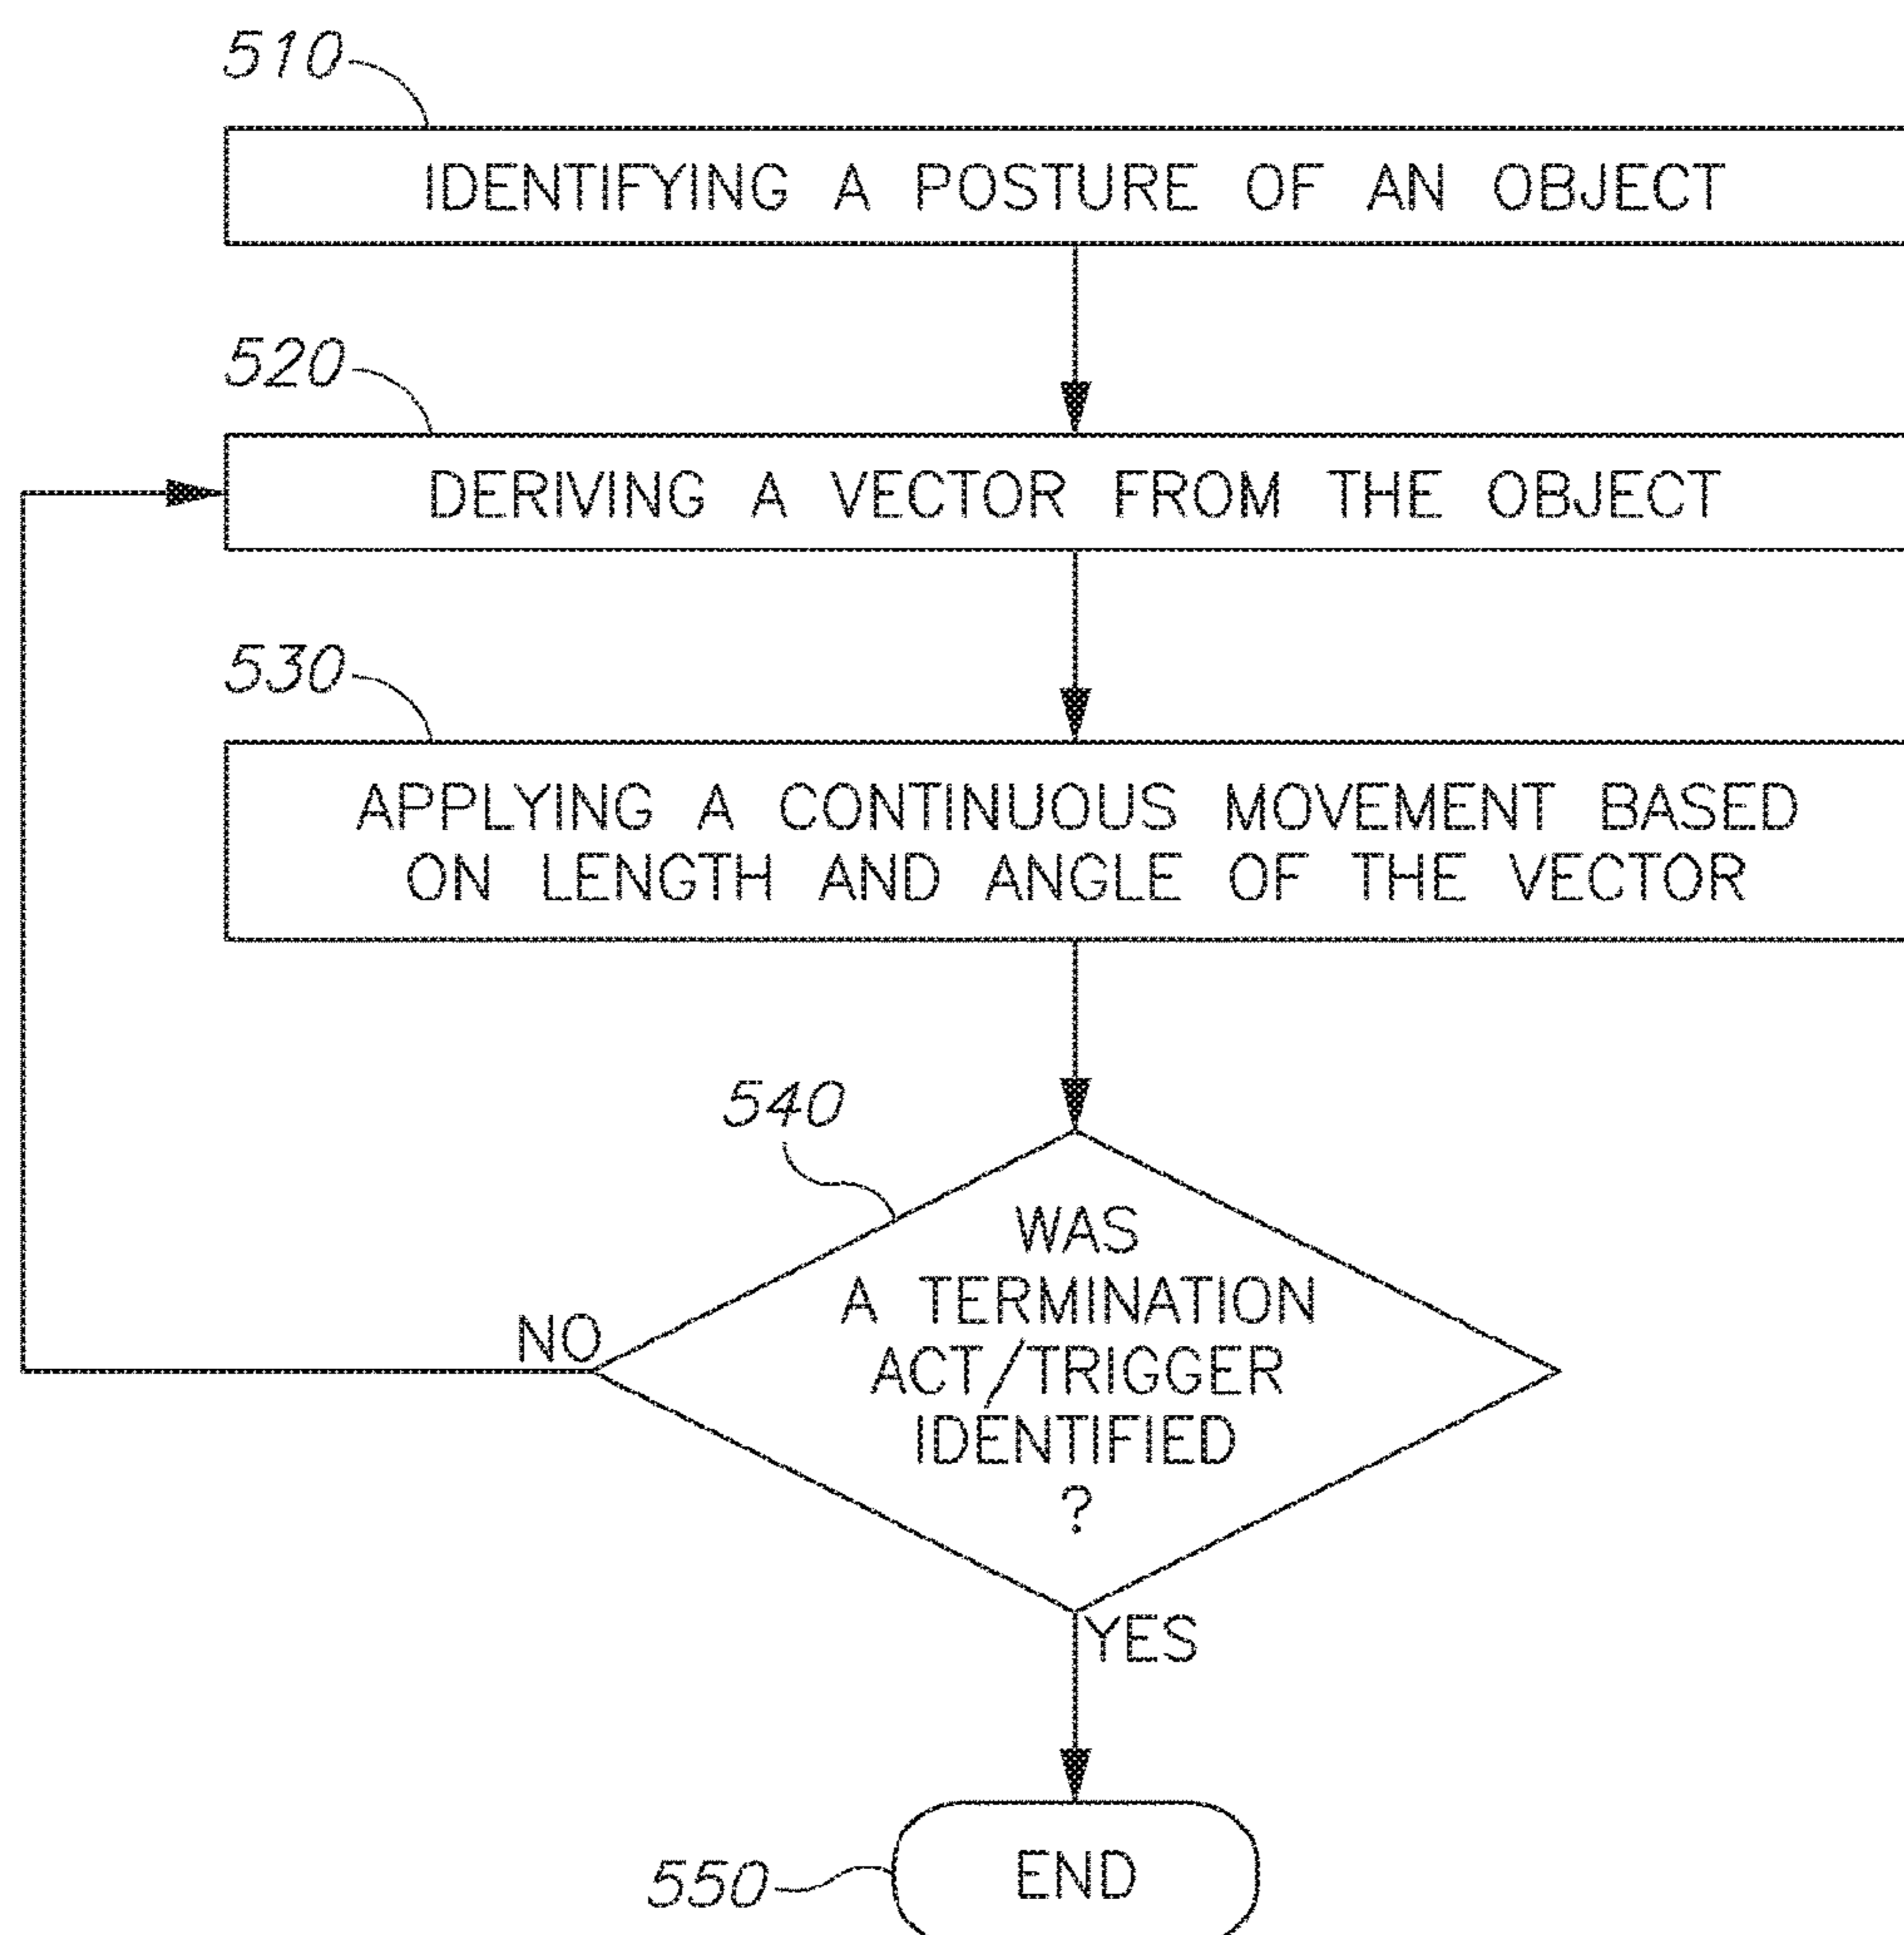 510
IDENTIFYING A POSTURE OF AN OBJECT
520
DERIVING A VECTOR FROM THE OBJECT
530
APPLYING A CONTINUOUS MOVEMENT BASED
ON LENGTH AND ANGLE OF THE VECTOR
540
WAS
A TERMINATION
ACT/TRIGGER
IDENTIFIED
?
NO
YES
550
END